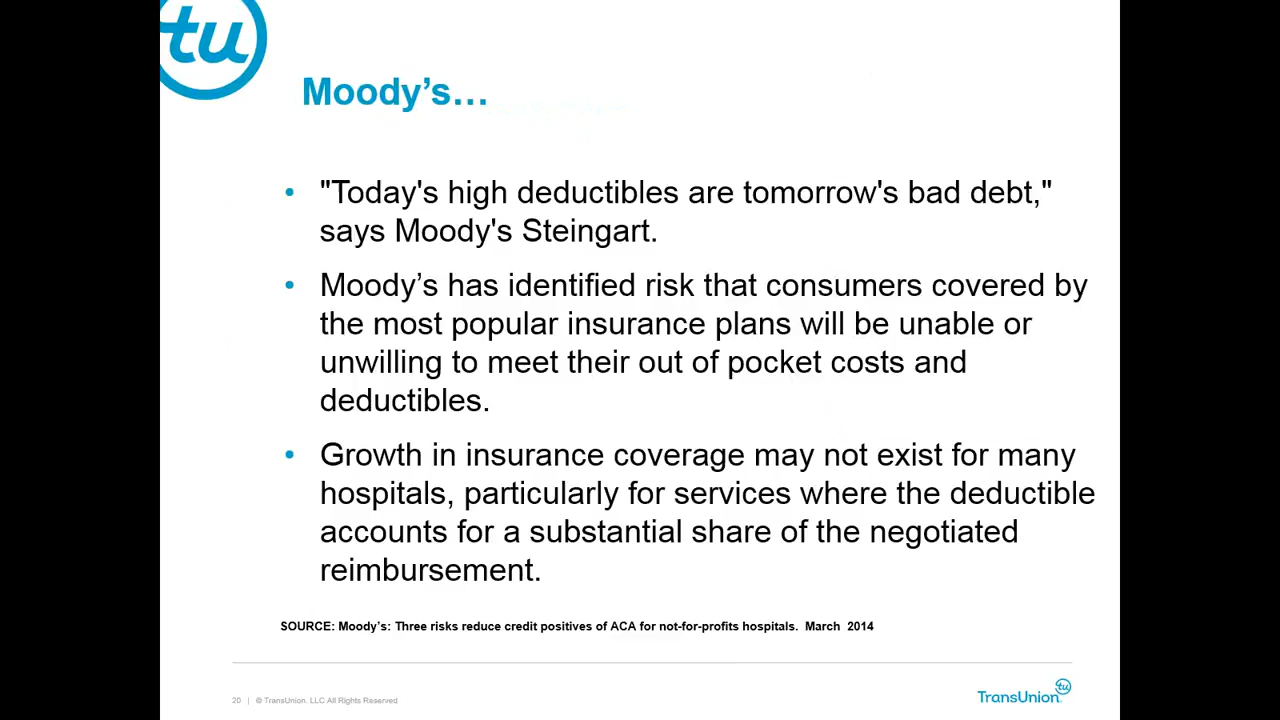 tu
Moody’s…
• "Today's high deductibles are tomorrow's bad debt,"
says Moody's Steingart.
• Moody’s has identified risk that consumers covered by
the most popular insurance plans will be unable or
unwilling to meet their out of pocket costs and
deductibles.
• Growth in insurance coverage may not exist for many
hospitals, particularly for services where the deductible
accounts for a substantial share of the negotiated
reimbursement.
SOURCE: Moody’s: Three risks reduce credit positives of ACA for not-for-profits hospitals. March 2014
20 | © TransUnion. LLC All Rights Reserved
TransUnion tu